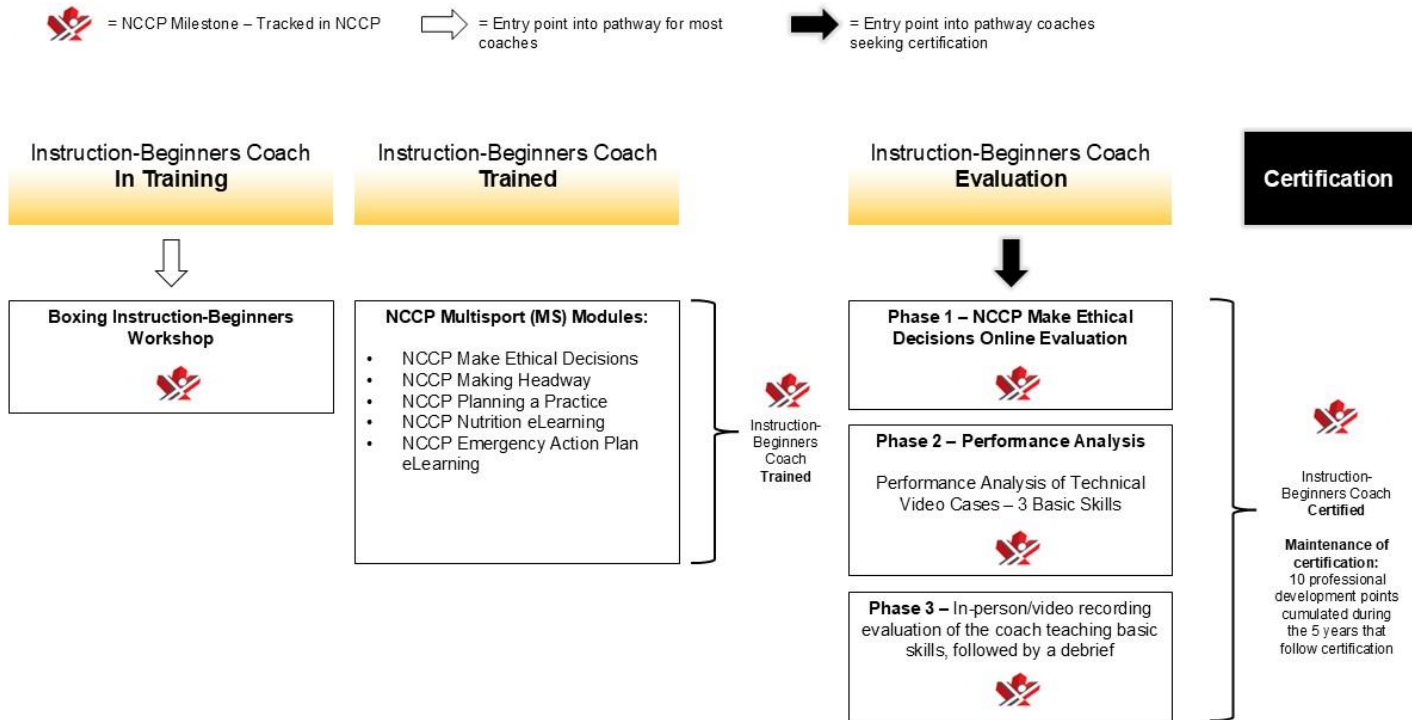 = NCCP Milestone – Tracked in NCCP
= Entry point into pathway for most
coaches
= Entry point into pathway coaches
seeking certification
Instruction-Beginners Coach
In Training
Instruction-Beginners Coach
Trained
Instruction-Beginners Coach
Evaluation
Certification
Boxing Instruction-Beginners
Workshop
NCCP Multisport (MS) Modules:
• NCCP Make Ethical Decisions
• NCCP Making Headway
• NCCP Planning a Practice
• NCCP Nutrition eLearning
• NCCP Emergency Action Plan
eLearning
Instruction-
Beginners
Coach
Trained
Phase 1 – NCCP Make Ethical
Decisions Online Evaluation
Phase 2 – Performance Analysis
Performance Analysis of Technical
Video Cases – 3 Basic Skills
Phase 3 – In-person/video recording
evaluation of the coach teaching basic
skills, followed by a debrief
Instruction-
Beginners Coach
Certified
Maintenance of
certification:
10 professional
development points
cumulated during
the 5 years that
follow certification